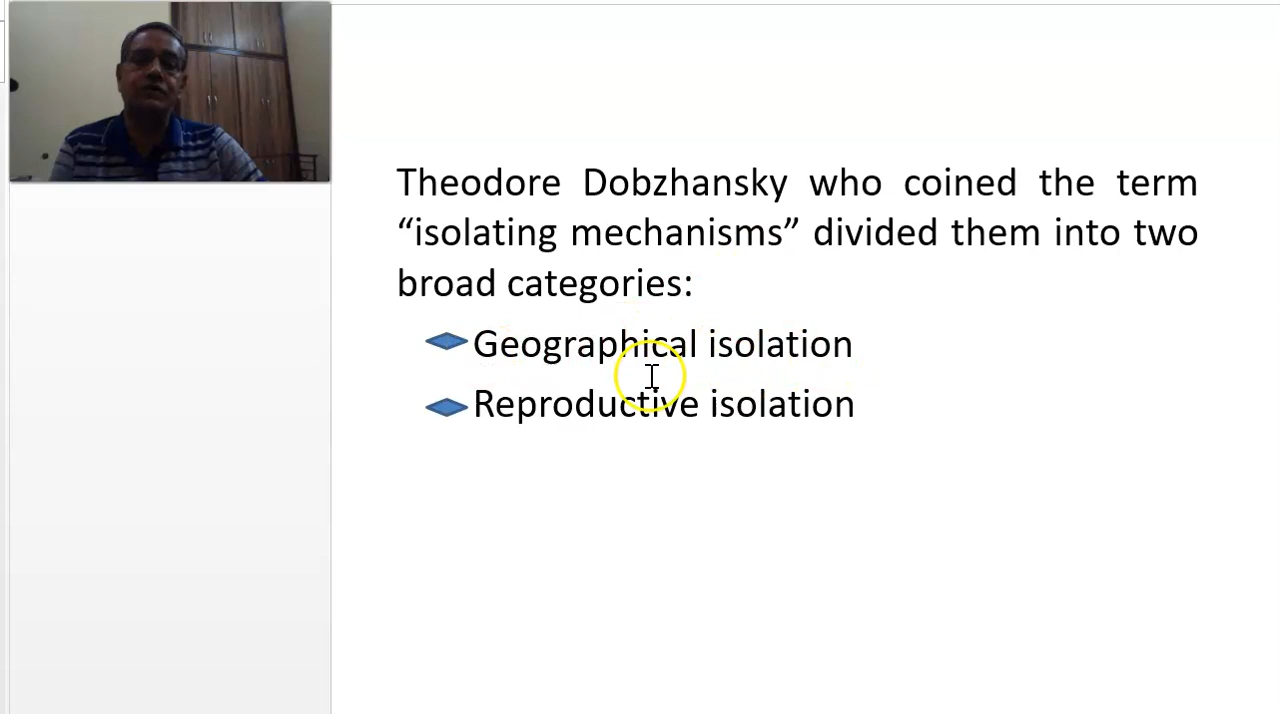 Theodore Dobzhansky who coined the term
“isolating mechanisms” divided them into two
broad categories:
Geographical isolation
Reproductive isolation